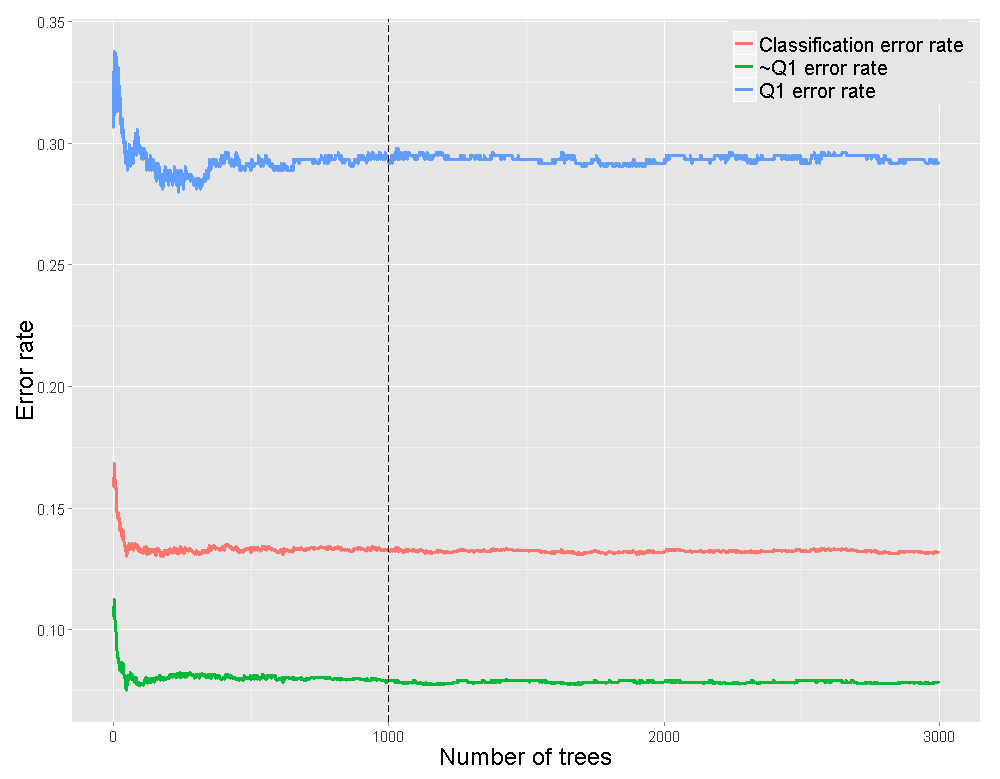 Classification error rate
~Q1 error rate
Q1 error rate
0.35
0.30
0.25
0.20
0.15
0.10
Error rate
0
1000
2000
3000
Number of trees